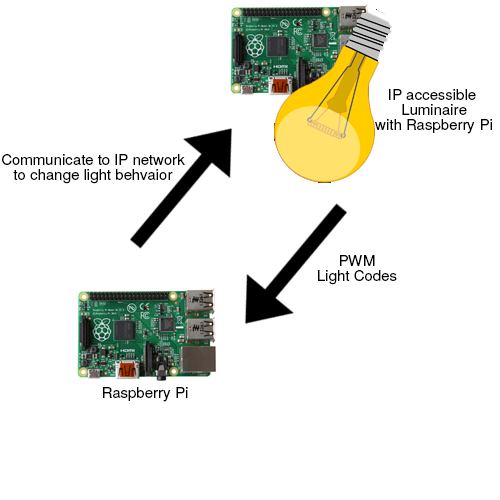 IP accessible
Luminaire
with Raspberry Pi
Communicate to IP network
to change light behvaior
PWM
Light Codes
Raspberry Pi